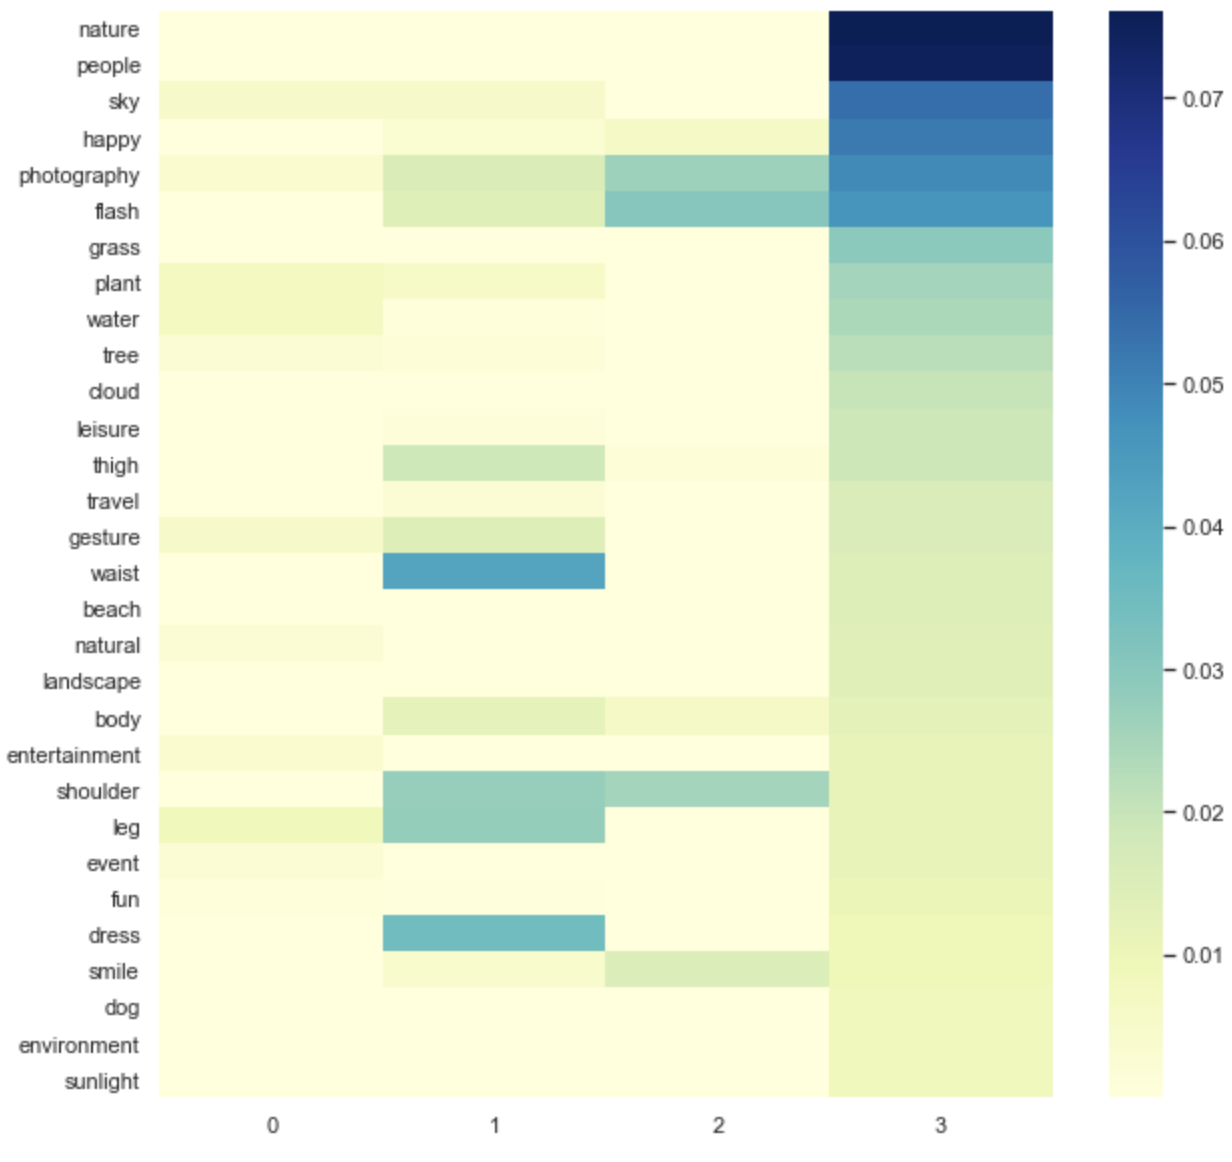 nature
people
sky
happy
photography
flash
grass
plant
water
tree
cloud
leisure
thigh
travel
gesture
waist
beach
natural
landscape
body
entertainment
shoulder
leg
event
fun
dress
smile
dog
environment
sunlight
0 1 2 3
0.07
0.06
0.05
0.04
0.03
0.02
0.01